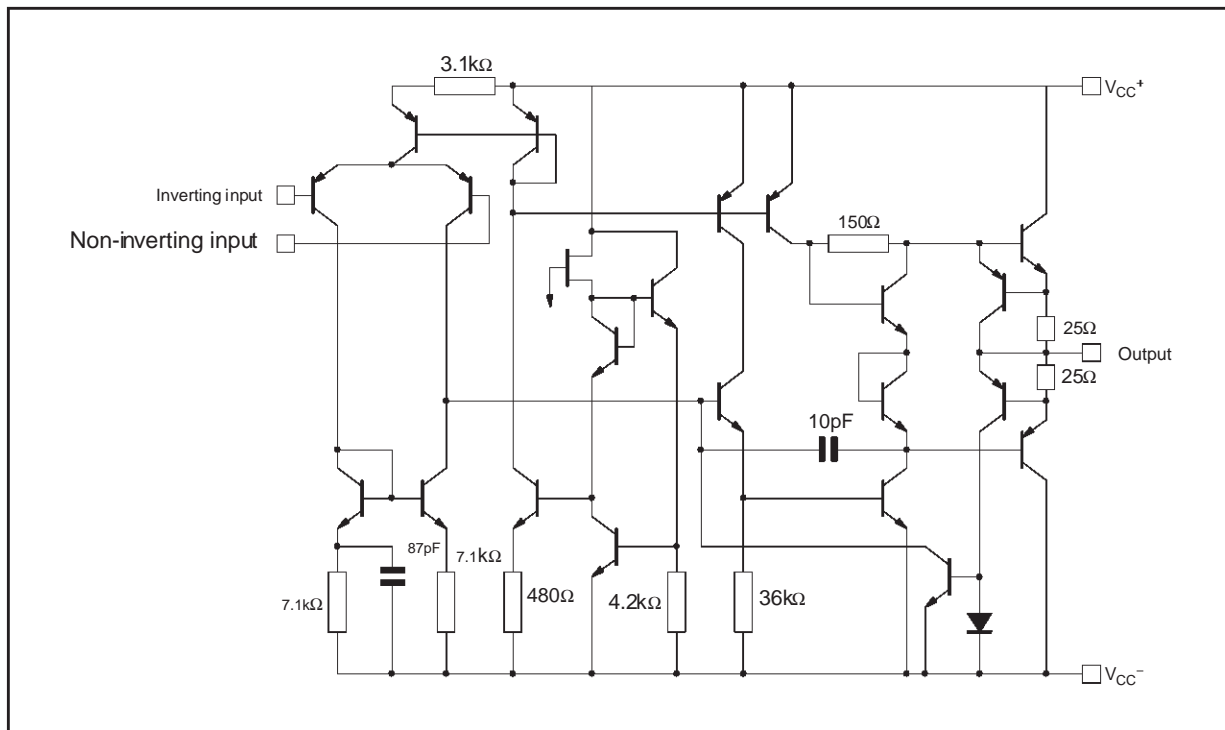 3.1kΩ
VCC+
Inverting input
Non-inverting input
150Ω
25Ω
Output
25Ω
10pF
87pF
7.1kΩ
7.1kΩ
480Ω
4.2kΩ
36kΩ
VCC−